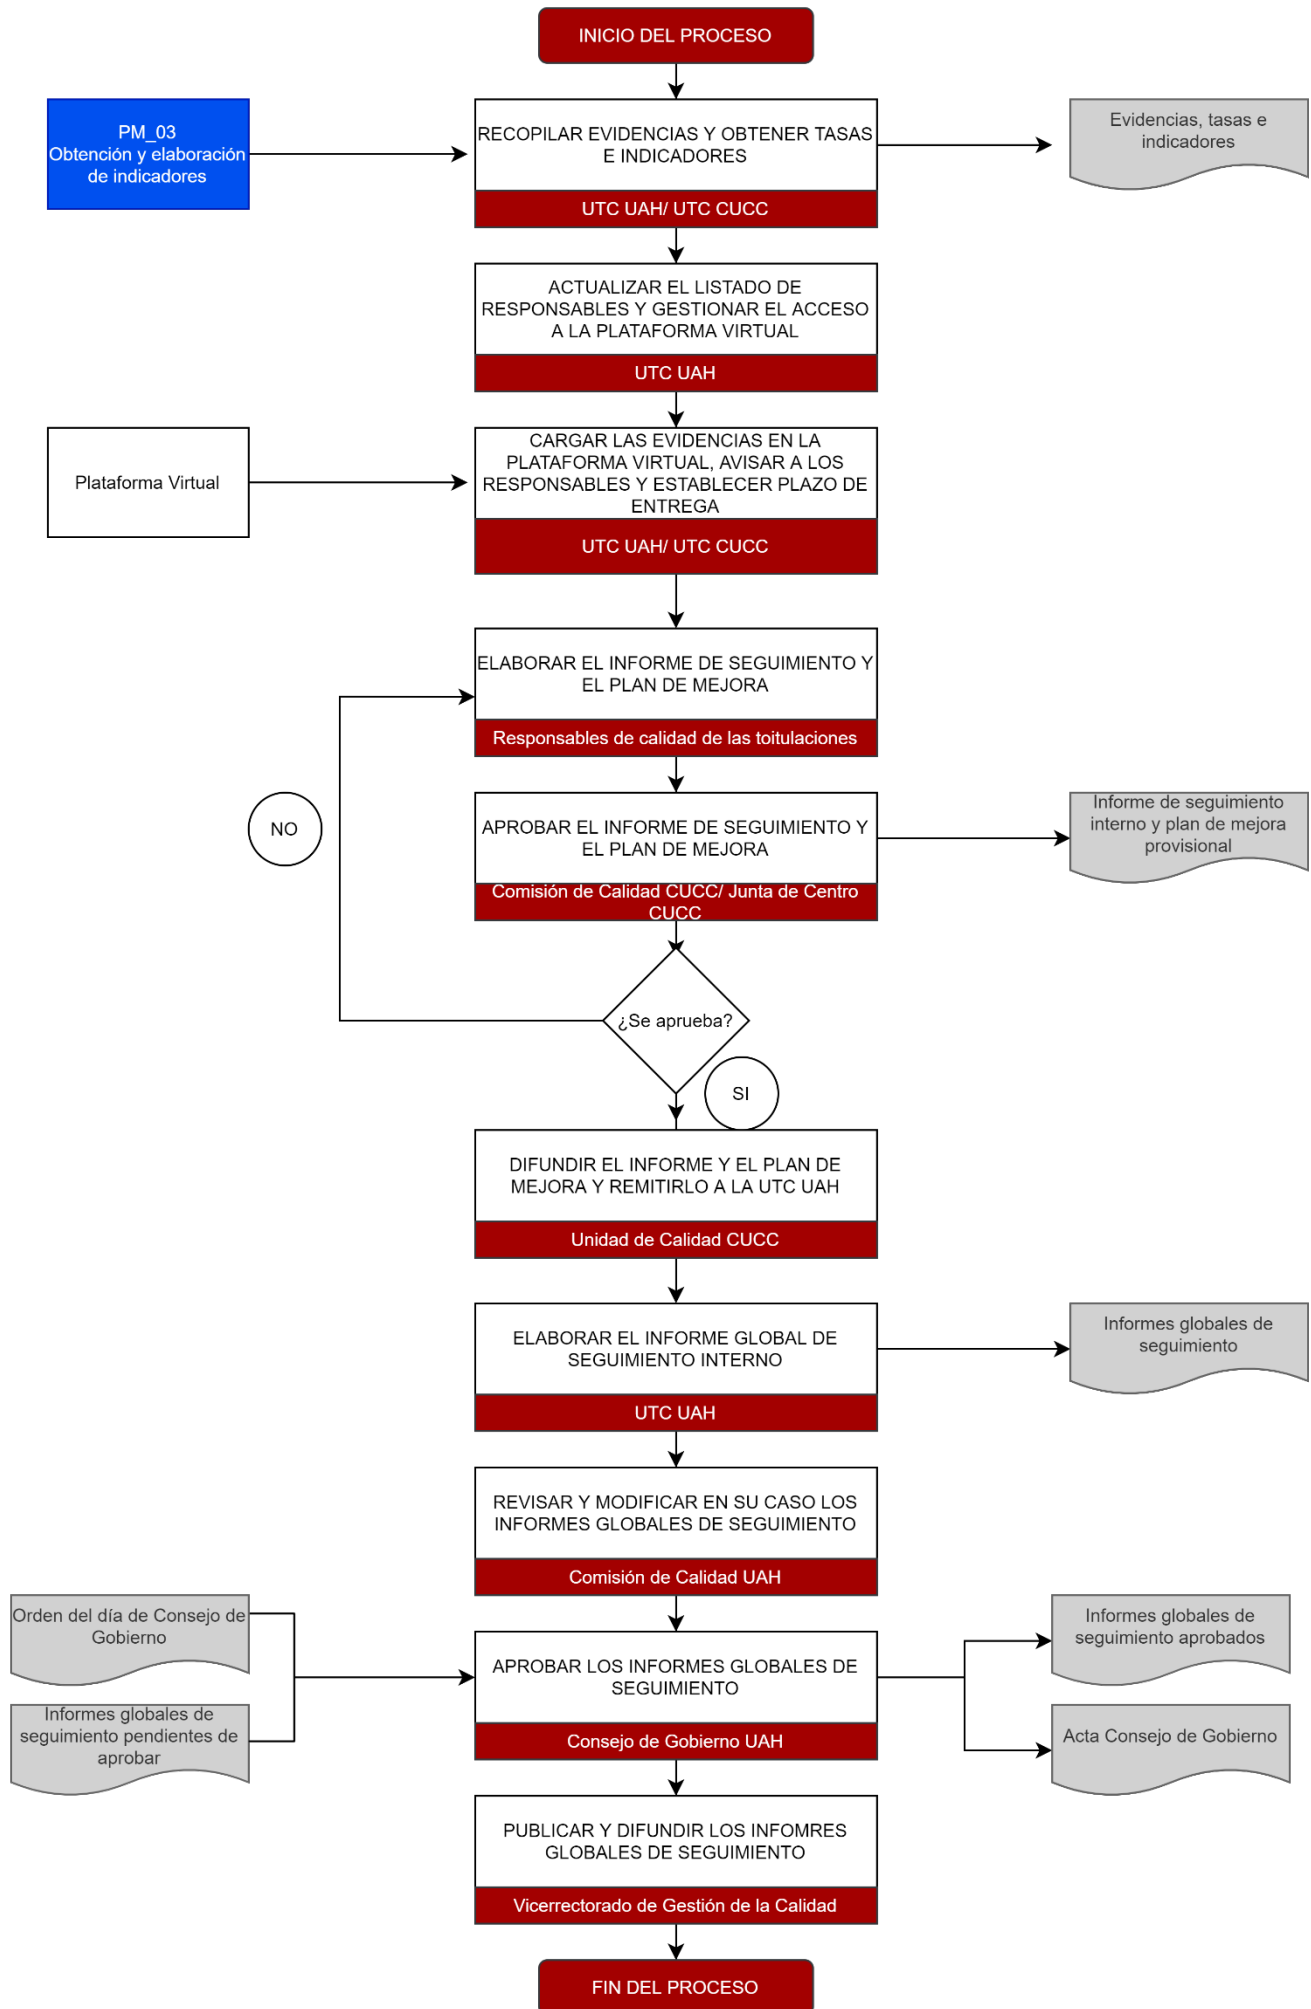 INICIO DEL PROCESO
PM_03
Obtención y elaboración
de indicadores
RECOPILAR EVIDENCIAS Y OBTENER TASAS
E INDICADORES
UTC UAH/ UTC CUCC
Evidencias, tasas e
indicadores
ACTUALIZAR EL LISTADO DE
RESPONSABLES Y GESTIONAR EL ACCESO
A LA PLATAFORMA VIRTUAL
UTC UAH
Plataforma Virtual
CARGAR LAS EVIDENCIAS EN LA
PLATAFORMA VIRTUAL, AVISAR A LOS
RESPONSABLES Y ESTABLECER PLAZO DE
ENTREGA
UTC UAH/ UTC CUCC
ELABORAR EL INFORME DE SEGUIMIENTO Y
EL PLAN DE MEJORA
Responsables de calidad de las toitulaciones
NO
APROBAR EL INFORME DE SEGUIMIENTO Y
EL PLAN DE MEJORA
Comisión de Calidad CUCC/ Junta de Centro
CUCC
Informe de seguimiento
interno y plan de mejora
provisional
¿Se aprueba?
SI
DIFUNDIR EL INFORME Y EL PLAN DE
MEJORA Y REMITIRLO A LA UTC UAH
Unidad de Calidad CUCC
ELABORAR EL INFORME GLOBAL DE
SEGUIMIENTO INTERNO
UTC UAH
Informes globales de
seguimiento
REVISAR Y MODIFICAR EN SU CASO LOS
INFORMES GLOBALES DE SEGUIMIENTO
Comisión de Calidad UAH
Orden del día de Consejo de
Gobierno
Informes globales de
seguimiento pendientes de
aprobar
APROBAR LOS INFORMES GLOBALES DE
SEGUIMIENTO
Consejo de Gobierno UAH
Informes globales de
seguimiento aprobados
Acta Consejo de Gobierno
PUBLICAR Y DIFUNDIR LOS INFOMRES
GLOBALES DE SEGUIMIENTO
Vicerrectorado de Gestión de la Calidad
FIN DEL PROCESO